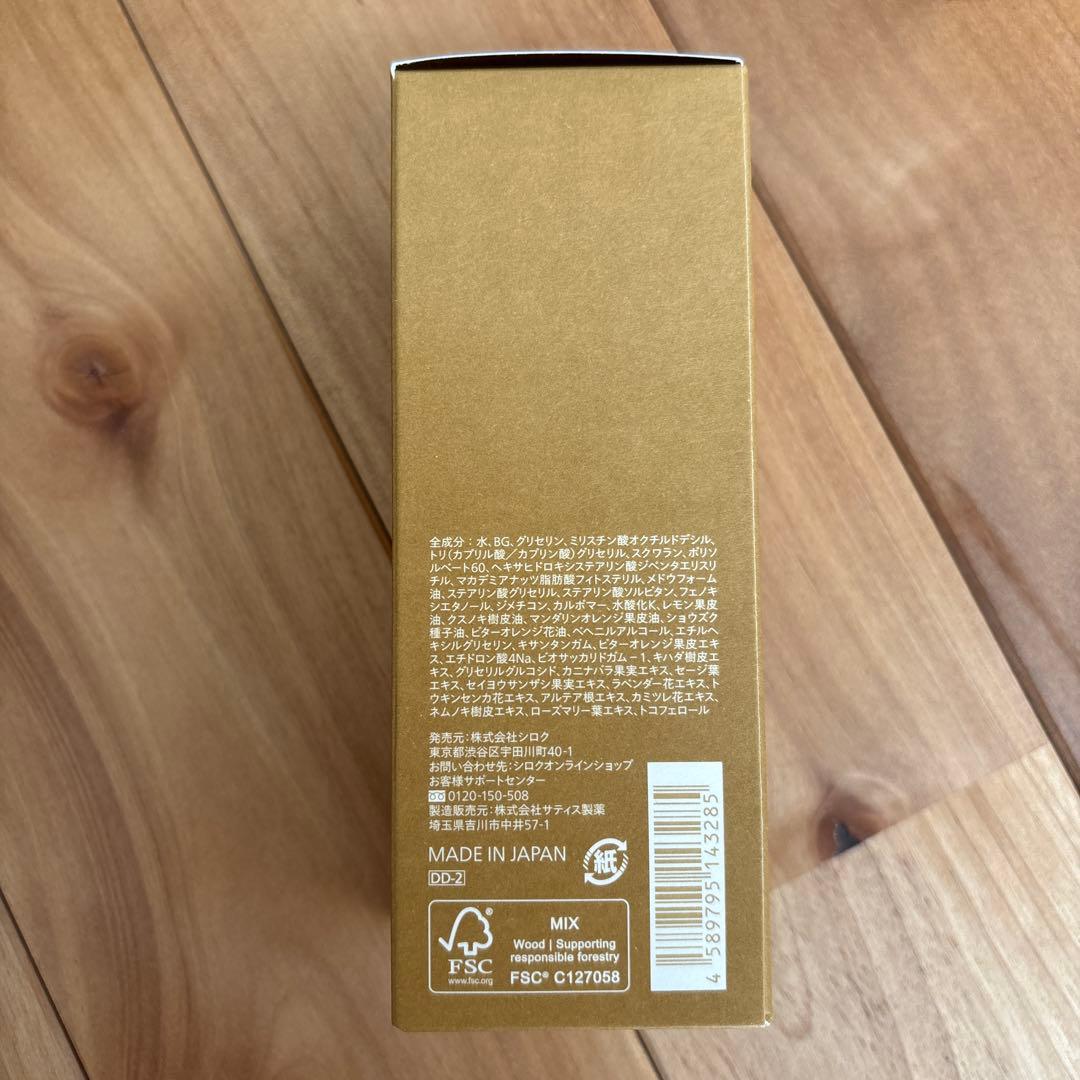 全成分：水、BG、グリセリン、ミリスチン酸オクチルドデシル、
トリ(カプリル酸／カプリン酸)グリセリル、スクワラン、ポリソ
ルベート60、ヘキサヒドロキシステアリン酸ジペンタエリスリ
チル、マカデミアナッツ脂肪酸フィトステリル、メドウフォーム
油、ステアリン酸グリセリル、ステアリン酸ソルビタン、フェノキ
シエタノール、ジメチコン、カルボマー、水酸化K、レモン果皮
油、クスノキ樹皮油、マンダリンオレンジ果皮油、ショウズク
種子油、ビターオレンジ花油、ベヘニルアルコール、エチルヘ
キシルグリセリン、キサンタンガム、ビターオレンジ果皮エキ
ス、エチドロン酸4Na、ビオサッカリドガム－1、キハダ樹皮エ
キス、グリセリルグルコシド、カニナバラ果実エキス、セージ葉
エキス、セイヨウサンザシ果実エキス、ラベンダー花エキス、ト
ウキンセンカ花エキス、アルテア根エキス、カミツレ花エキス、
ネムノキ樹皮エキス、ローズマリー葉エキス、トコフェロール
発売元：株式会社シロク
東京都渋谷区宇田川町40-1
お問い合わせ先：シロクオンラインショップ
お客様サポートセンター
0120-150-508
製造販売元：株式会社サティス製薬
埼玉県吉川市中井57-1
MADE IN JAPAN
紙
DD-2
FSC®
www.fsc.org
MIX
Wood | Supporting
responsible forestry
FSC® C127058
4 589795 143285